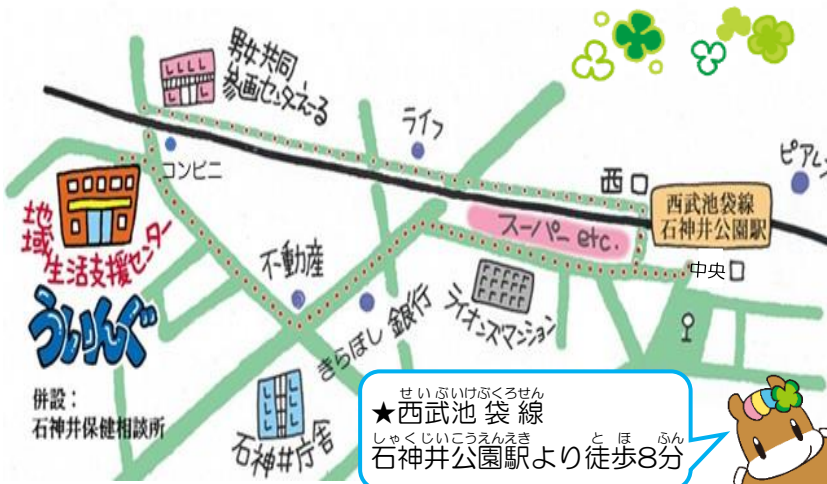 男女共同
参画センターえーる
ライフ
コンビニ
西口
ピアレ
西武池袋線
石神井公園駅
地域
生活支援センター
ういりんぐ
スーパー etc.
中央口
不動産
きらぼし銀行
ライオンズマンション
併設:
石神井保健相談所
石神井庁舎
せいぶいけぶくろせん
★西武池袋線
しゃくじいこうえんえき とほ ふん
石神井公園駅より徒歩8分